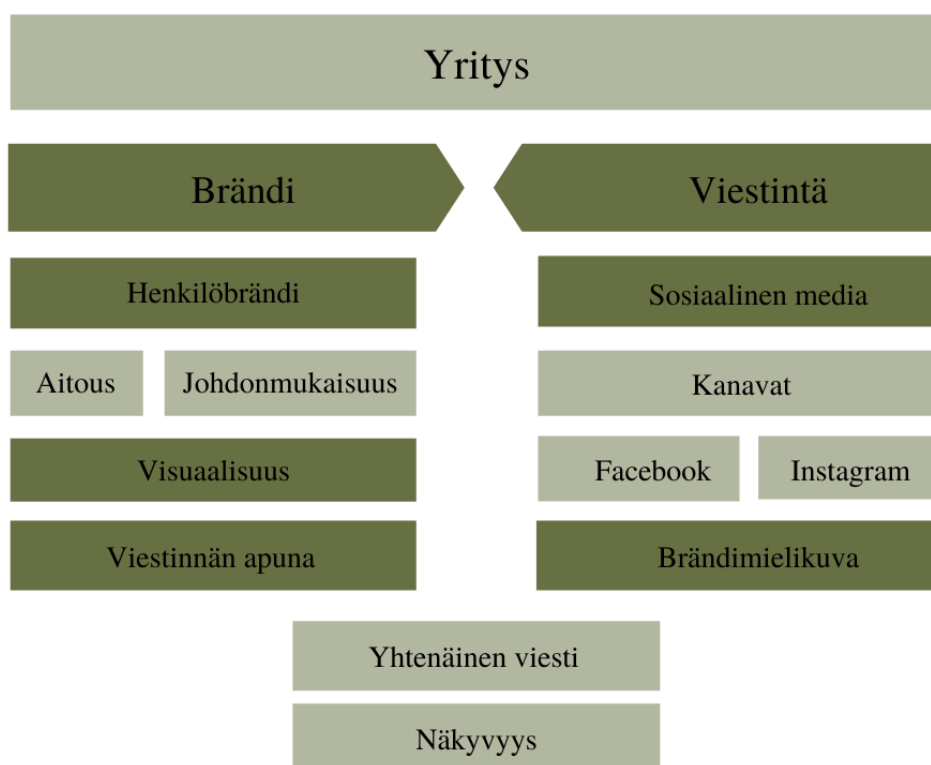 Yritys
Brändi
Viestintä
Henkilöbrändi
Sosiaalinen media
Aitous
Johdonmukaisuus
Kanavat
Visuaalisuus
Facebook
Instagram
Viestinnän apuna
Brändimielikuva
Yhtenäinen viesti
Näkyvyys